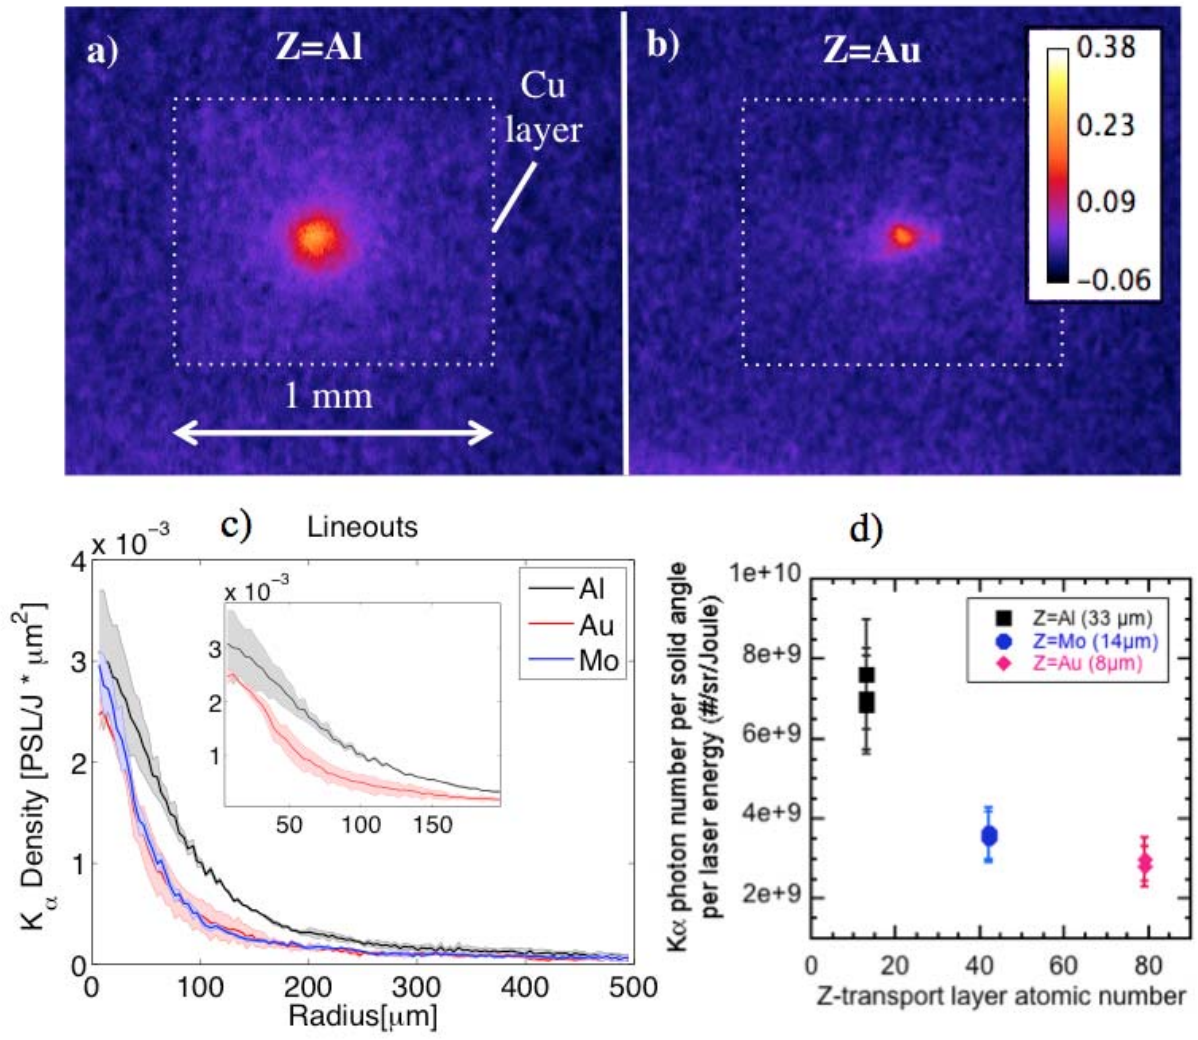 a)
Z=Al
Cu
layer
1 mm
b)
Z=Au
0.38
0.23
0.09
−0.06
c)
Lineouts
x 10⁻³
4
3
2
1
0
0 100 200 300 400 500
Radius[μm]
Kα Density [PSL/J * μm²]
Al
Au
Mo
x 10⁻³
3
2
1
50 100 150
d)
Kα photon number per solid angle
per laser energy (#/sr/Joule)
1e+10
8e+9
6e+9
4e+9
2e+9
0 20 40 60 80
Z-transport layer atomic number
Z=Al (33 μm)
Z=Mo (14μm)
Z=Au (8μm)